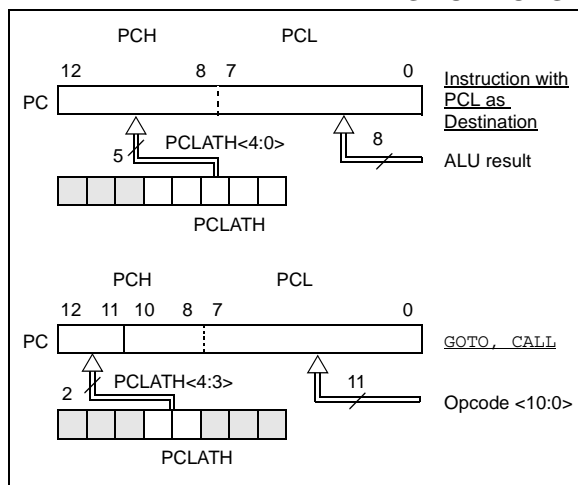 PCH PCL
12 8 7 0
Instruction with
PCL as
Destination
PC
PCLATH<4:0>
5
8
ALU result
PCLATH
PCH PCL
12 11 10 8 7 0
PC
GOTO, CALL
PCLATH<4:3>
2
11
Opcode <10:0>
PCLATH